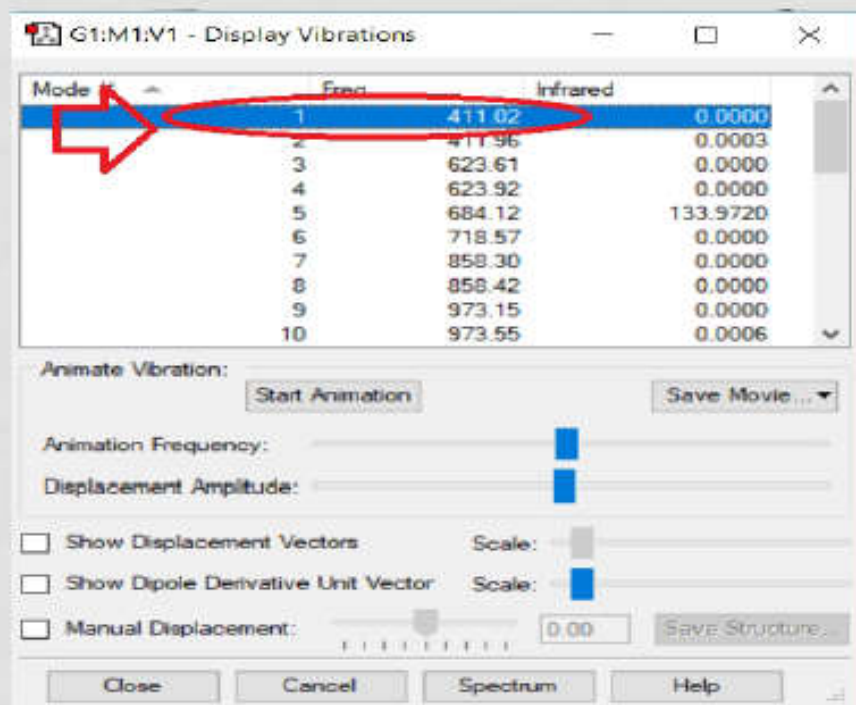 G1:M1:V1 - Display Vibrations
Mode # Freq Infrared
1 411.02 0.0000
2 411.96 0.0003
3 623.61 0.0000
4 623.92 0.0000
5 684.12 133.9720
6 718.57 0.0000
7 858.30 0.0000
8 858.42 0.0000
9 973.15 0.0000
10 973.55 0.0006
Animate Vibration:
Start Animation Save Movie...
Animation Frequency:
Displacement Amplitude:
Show Displacement Vectors Scale:
Show Dipole Derivative Unit Vector Scale:
Manual Displacement: 0.00 Save Structure...
Close Cancel Spectrum Help